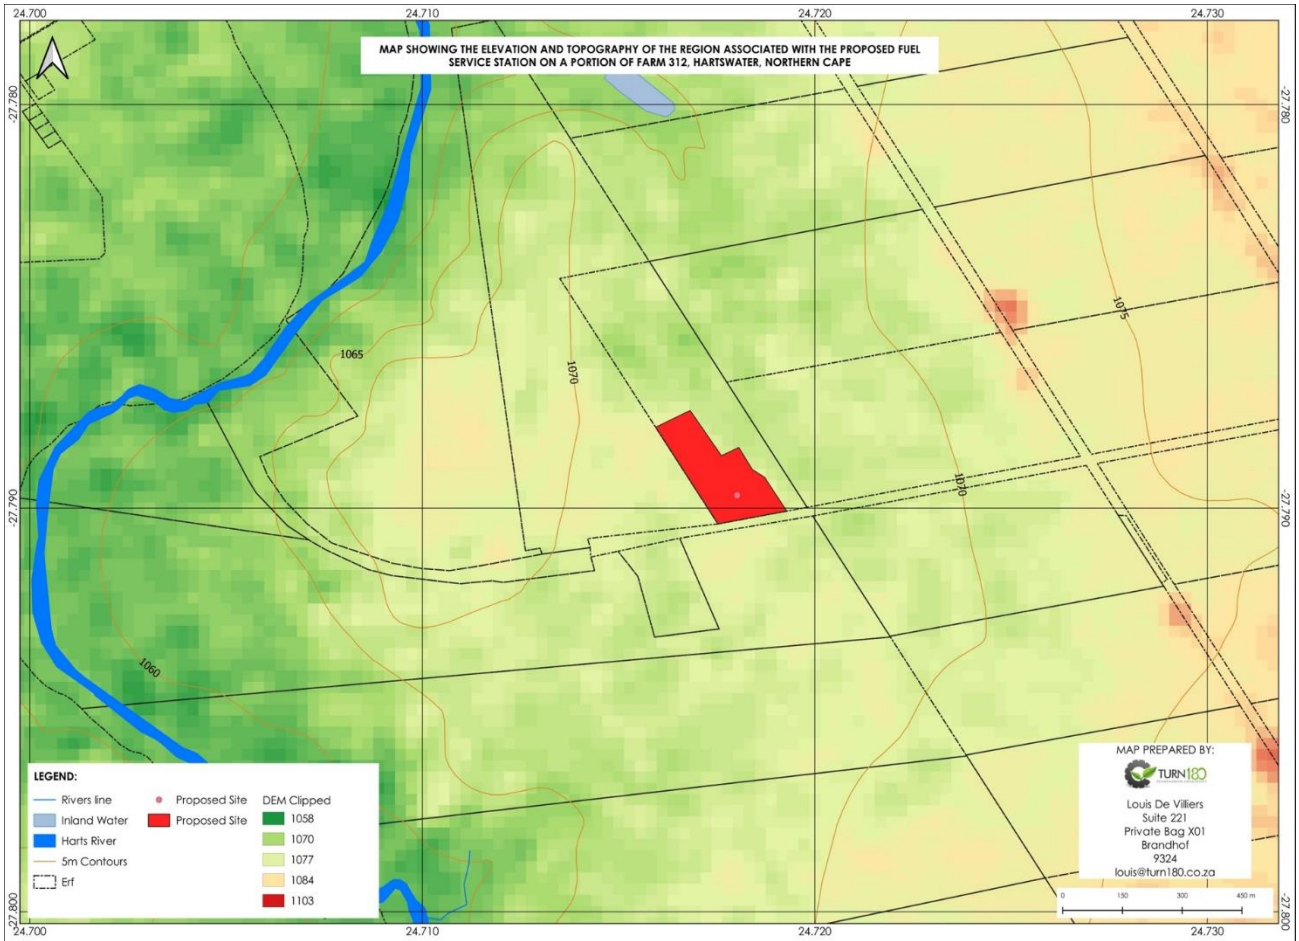 24.700
24.710
24.720
24.730
MAP SHOWING THE ELEVATION AND TOPOGRAPHY OF THE REGION ASSOCIATED WITH THE PROPOSED FUEL
SERVICE STATION ON A PORTION OF FARM 312, HARTSWATER, NORTHERN CAPE
-27.780
-27.780
1075
1065
1070
1070
-27.790
-27.790
1060
LEGEND:
Rivers line
Inland Water
Harts River
5m Contours
Erf
Proposed Site
Proposed Site
DEM Clipped
1058
1070
1077
1084
1103
MAP PREPARED BY:
TURN180
Louis De Villiers
Suite 221
Private Bag X01
Brandhof
9324
louis@turn180.co.za
0 150 300 450 m
-27.800
-27.800
24.700
24.710
24.720
24.730